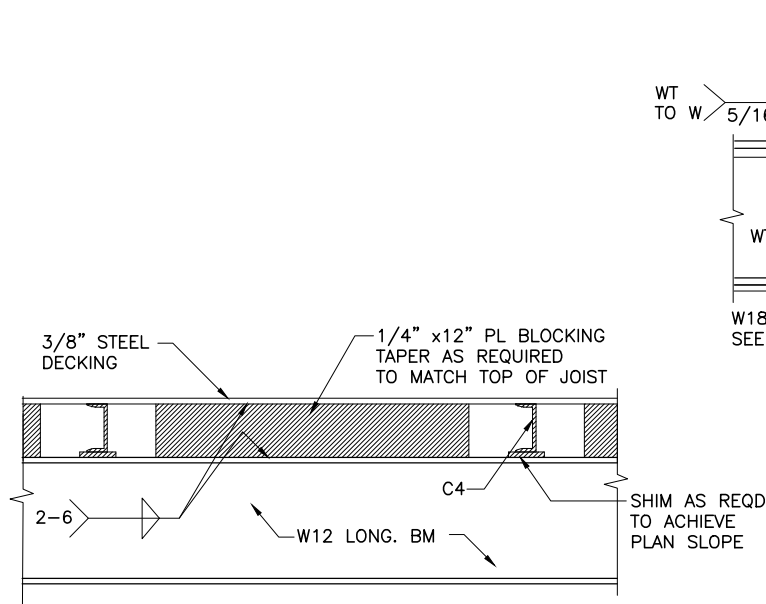 WT
TO W
5/16
WT
W18
SEE
3/8" STEEL
DECKING
1/4" x12" PL BLOCKING
TAPER AS REQUIRED
TO MATCH TOP OF JOIST
C4
SHIM AS REQD
TO ACHIEVE
PLAN SLOPE
2-6
W12 LONG. BM